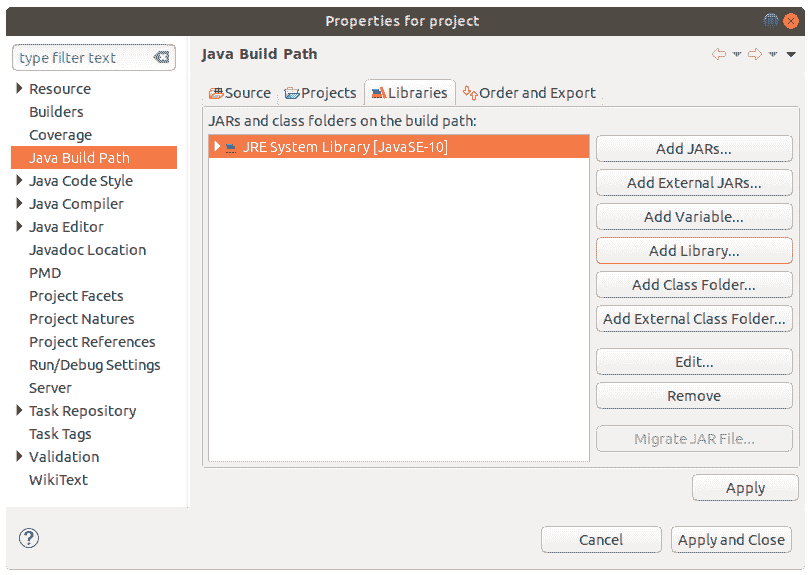 Properties for project
type filter text
Resource
Builders
Coverage
Java Build Path
Java Code Style
Java Compiler
Java Editor
Javadoc Location
PMD
Project Facets
Project Natures
Project References
Run/Debug Settings
Server
Task Repository
Task Tags
Validation
WikiText
Java Build Path
Source Projects Libraries Order and Export
JARs and class folders on the build path:
JRE System Library [JavaSE-10]
Add JARs...
Add External JARs...
Add Variable...
Add Library...
Add Class Folder...
Add External Class Folder...
Edit...
Remove
Migrate JAR File...
Apply
?
Cancel Apply and Close